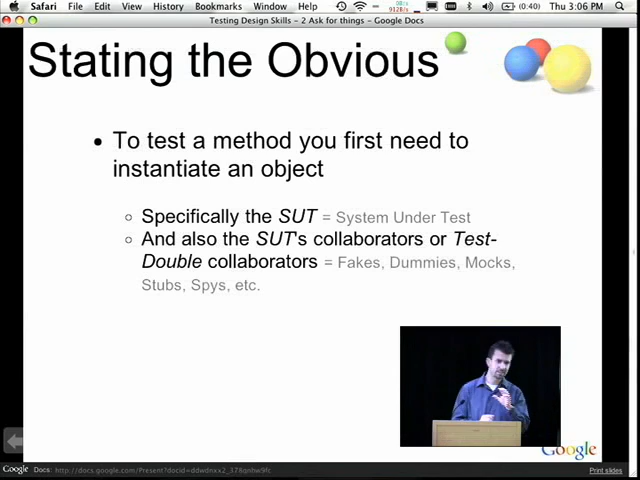 Safari File Edit View History Bookmarks Window Help (0:40) Thu 3:06 PM
Testing Design Skills – 2 Ask for things – Google Docs
Stating the Obvious
• To test a method you first need to
instantiate an object
○ Specifically the SUT = System Under Test
○ And also the SUT's collaborators or Test-
Double collaborators = Fakes, Dummies, Mocks,
Stubs, Spys, etc.
Google
Google Docs: Print slides